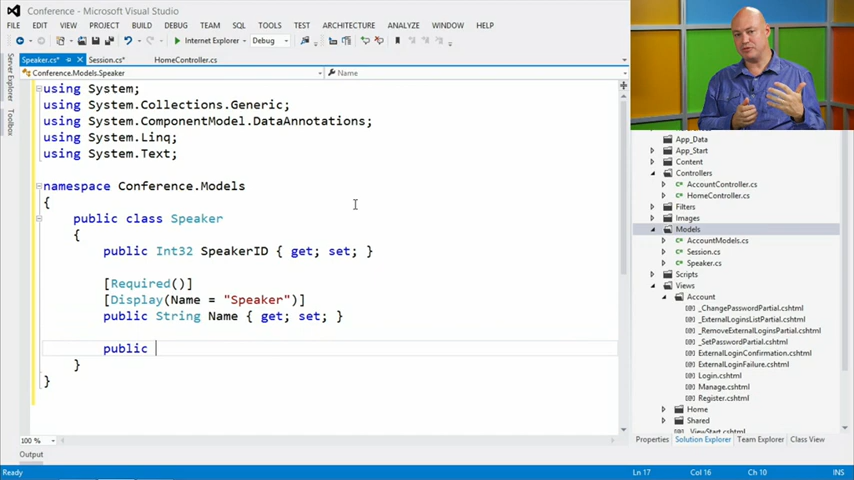 Conference - Microsoft Visual Studio
FILE EDIT VIEW PROJECT BUILD DEBUG TEAM SQL TOOLS TEST ARCHITECTURE ANALYZE WINDOW HELP
Internet Explorer Debug
Speaker.cs* Session.cs* HomeController.cs
Conference.Models.Speaker Name
Server Explorer
Toolbox
using System;
using System.Collections.Generic;
using System.ComponentModel.DataAnnotations;
using System.Linq;
using System.Text;
namespace Conference.Models
{
public class Speaker
{
public Int32 SpeakerID { get; set; }
[Required()]
[Display(Name = "Speaker")]
public String Name { get; set; }
public
}
}
100 %
App_Data
App_Start
Content
Controllers
AccountController.cs
HomeController.cs
Filters
Images
Models
AccountModels.cs
Session.cs
Speaker.cs
Scripts
Views
Account
_ChangePasswordPartial.cshtml
_ExternalLoginsListPartial.cshtml
_RemoveExternalLoginsPartial.cshtml
_SetPasswordPartial.cshtml
ExternalLoginConfirmation.cshtml
ExternalLoginFailure.cshtml
Login.cshtml
Manage.cshtml
Register.cshtml
Home
Shared
_ViewStart.cshtml
Properties Solution Explorer Team Explorer Class View
Output
Ready Ln 17 Col 16 Ch 10 INS